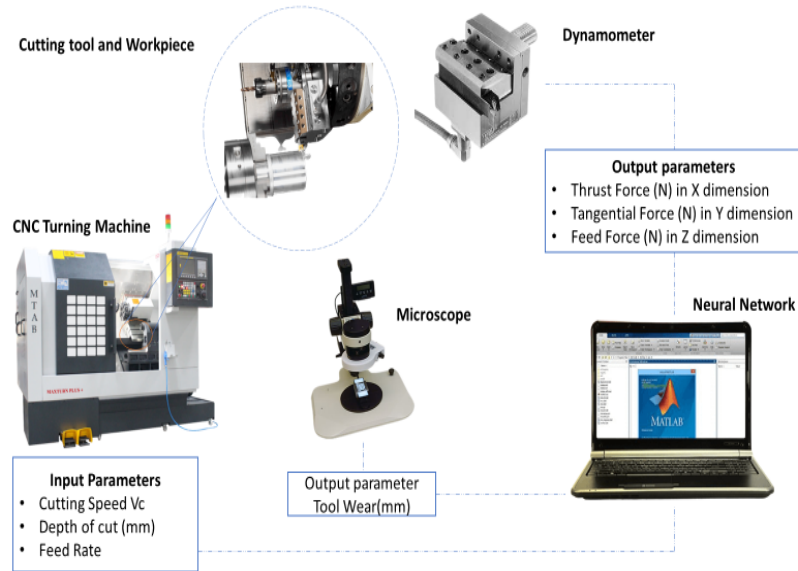 Cutting tool and Workpiece
Dynamometer
Output parameters
• Thrust Force (N) in X dimension
• Tangential Force (N) in Y dimension
• Feed Force (N) in Z dimension
CNC Turning Machine
MTAB
Microscope
Neural Network
MATLAB
Input Parameters
• Cutting Speed Vc
• Depth of cut (mm)
• Feed Rate
Output parameter
Tool Wear(mm)